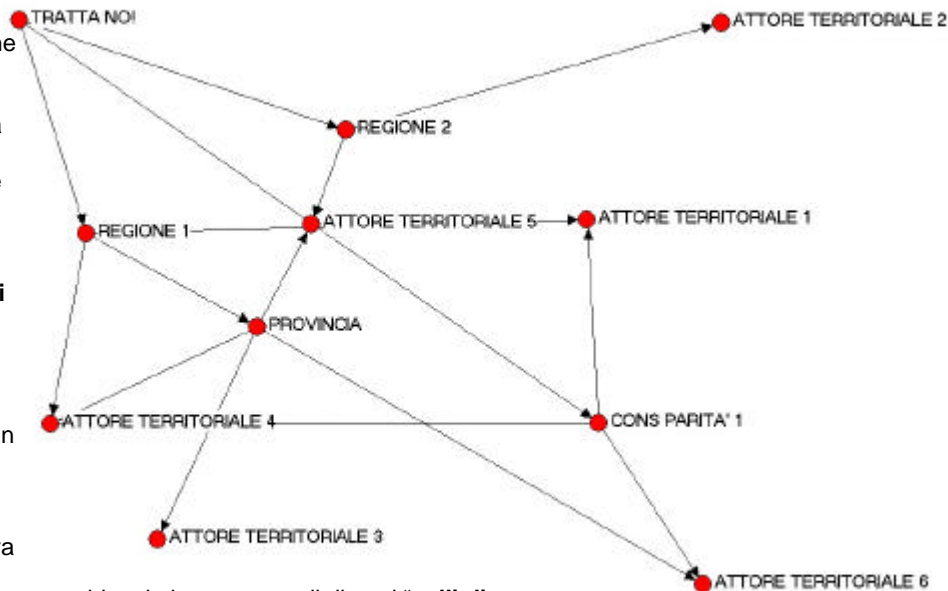 TRATTA NO!
ATTORE TERRITORIALE 2
REGIONE 2
ATTORE TERRITORIALE 5
ATTORE TERRITORIALE 1
REGIONE 1
i
PROVINCIA
ATTORE TERRITORIALE 4
CONS PARITA' 1
n
ATTORE TERRITORIALE 3
ATTORE TERRITORIALE 6